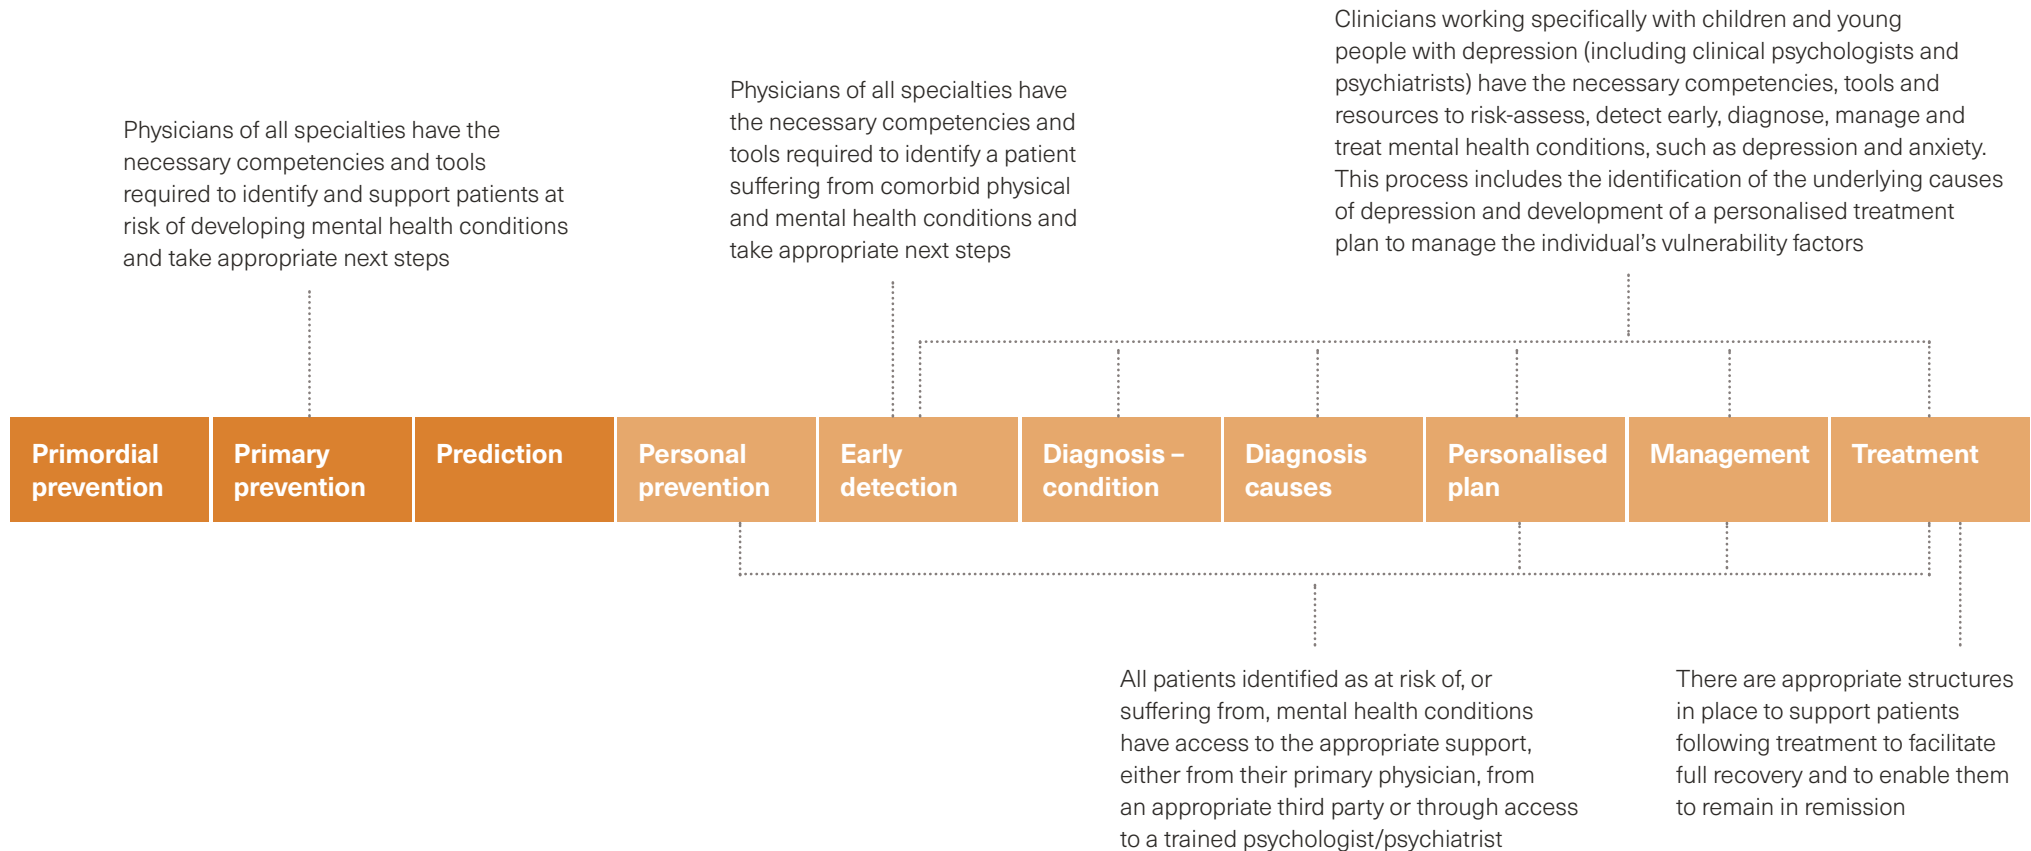 Physicians of all specialties have the
necessary competencies and tools
required to identify and support patients at
risk of developing mental health conditions
and take appropriate next steps
Physicians of all specialties have
the necessary competencies and
tools required to identify a patient
suffering from comorbid physical
and mental health conditions and
take appropriate next steps
Clinicians working specifically with children and young
people with depression (including clinical psychologists and
psychiatrists) have the necessary competencies, tools and
resources to risk-assess, detect early, diagnose, manage and
treat mental health conditions, such as depression and anxiety.
This process includes the identification of the underlying causes
of depression and development of a personalised treatment
plan to manage the individual’s vulnerability factors
Primordial
prevention
Primary
prevention
Prediction
Personal
prevention
Early
detection
Diagnosis –
condition
Diagnosis
causes
Personalised
plan
Management
Treatment
All patients identified as at risk of, or
suffering from, mental health conditions
have access to the appropriate support,
either from their primary physician, from
an appropriate third party or through access
to a trained psychologist/psychiatrist
There are appropriate structures
in place to support patients
following treatment to facilitate
full recovery and to enable them
to remain in remission